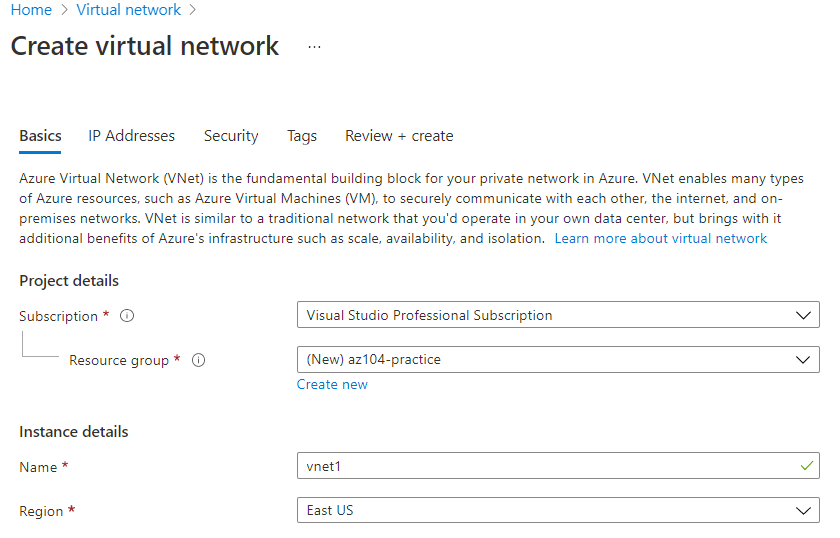 Home > Virtual network >
Create virtual network ...
Basics IP Addresses Security Tags Review + create
Azure Virtual Network (VNet) is the fundamental building block for your private network in Azure. VNet enables many types
of Azure resources, such as Azure Virtual Machines (VM), to securely communicate with each other, the internet, and on-
premises networks. VNet is similar to a traditional network that you'd operate in your own data center, but brings with it
additional benefits of Azure's infrastructure such as scale, availability, and isolation. Learn more about virtual network
Project details
Subscription * Visual Studio Professional Subscription
Resource group * (New) az104-practice
Create new
Instance details
Name * vnet1
Region * East US